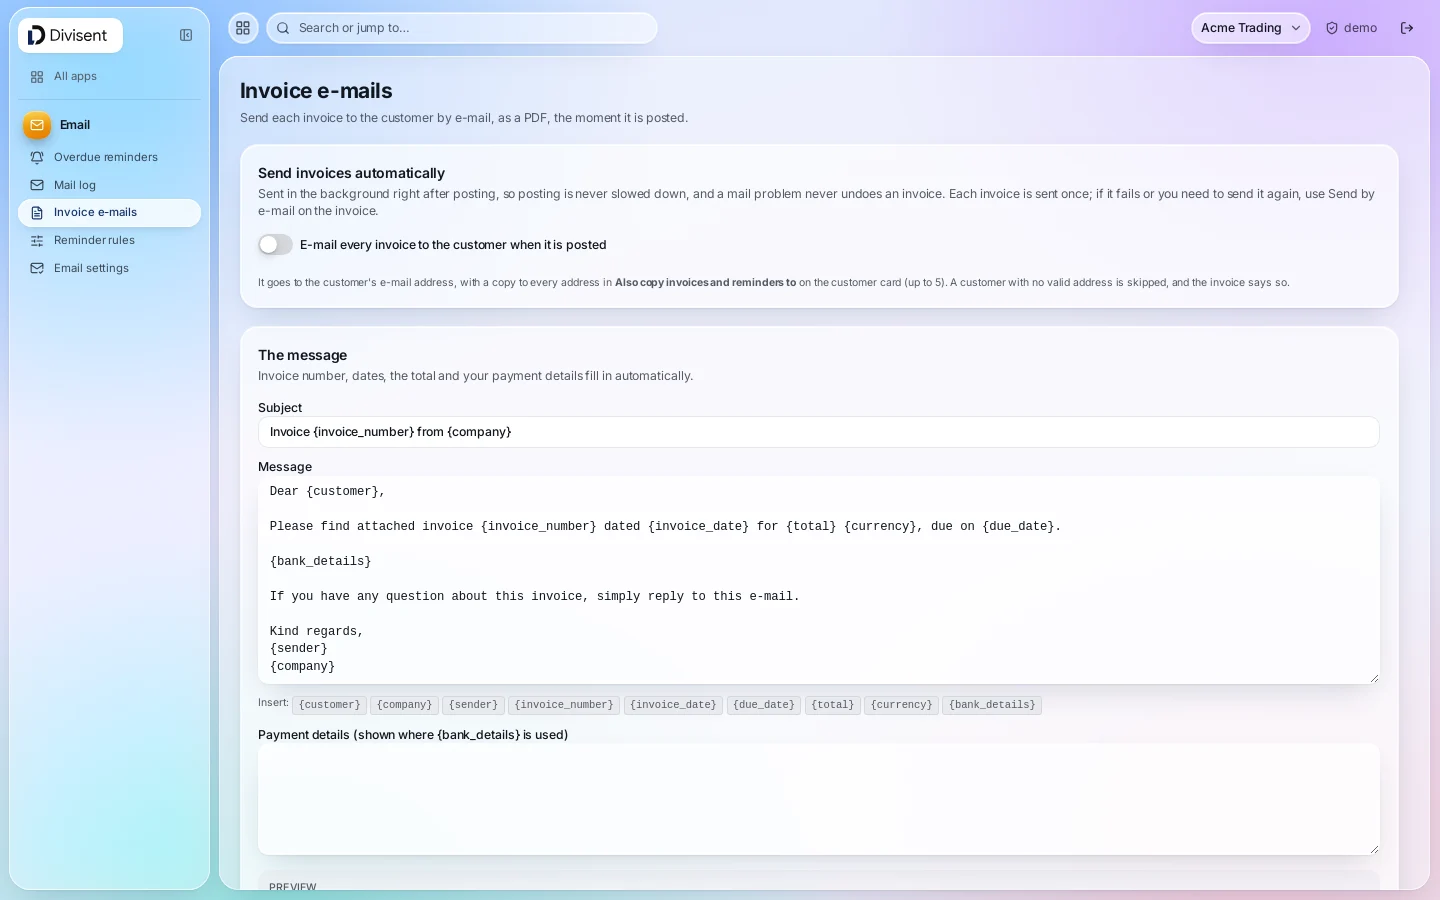 Divisent
Search or jump to...
Acme Trading
demo
All apps
Email
Overdue reminders
Mail log
Invoice e-mails
Reminder rules
Email settings
Invoice e-mails
Send each invoice to the customer by e-mail, as a PDF, the moment it is posted.
Send invoices automatically
Sent in the background right after posting, so posting is never slowed down, and a mail problem never undoes an invoice. Each invoice is sent once; if it fails or you need to send it again, use Send by
e-mail on the invoice.
E-mail every invoice to the customer when it is posted
It goes to the customer's e-mail address, with a copy to every address in Also copy invoices and reminders to on the customer card (up to 5). A customer with no valid address is skipped, and the invoice says so.
The message
Invoice number, dates, the total and your payment details fill in automatically.
Subject
Invoice {invoice_number} from {company}
Message
Dear {customer},
Please find attached invoice {invoice_number} dated {invoice_date} for {total} {currency}, due on {due_date}.
{bank_details}
If you have any question about this invoice, simply reply to this e-mail.
Kind regards,
{sender}
{company}
Insert: {customer} {company} {sender} {invoice_number} {invoice_date} {due_date} {total} {currency} {bank_details}
Payment details (shown where {bank_details} is used)
PREVIEW